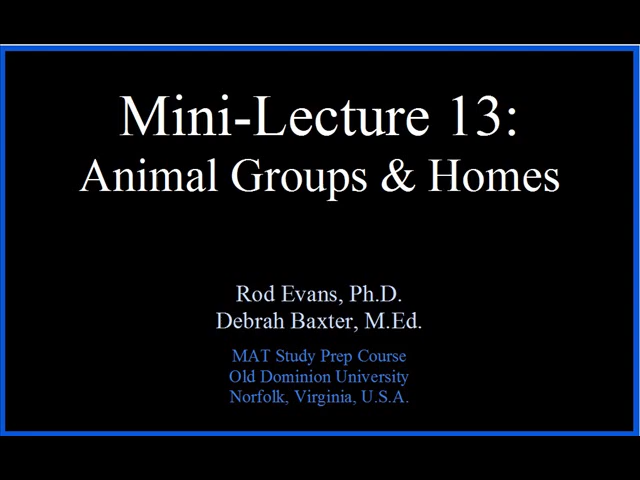 Mini-Lecture 13:
Animal Groups & Homes
Rod Evans, Ph.D.
Debrah Baxter, M.Ed.
MAT Study Prep Course
Old Dominion University
Norfolk, Virginia, U.S.A.